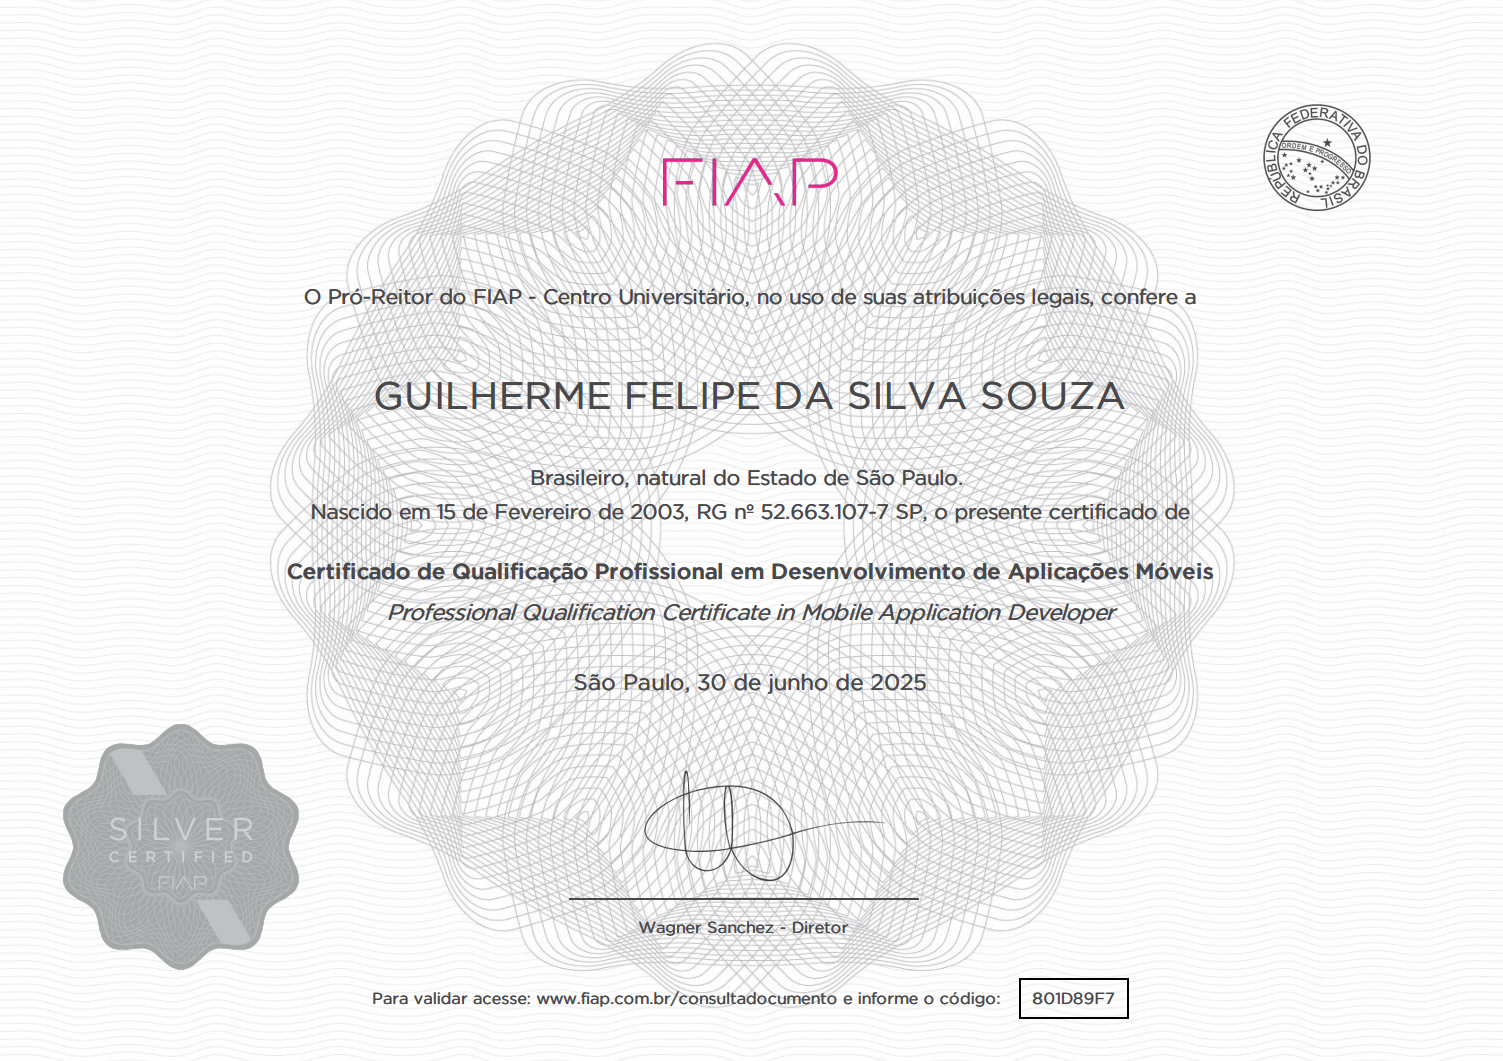 FIAP
REPÚBLICA FEDERATIVA DO BRASIL
ORDEM E PROGRESSO
O Pró-Reitor do FIAP - Centro Universitário, no uso de suas atribuições legais, confere a
GUILHERME FELIPE DA SILVA SOUZA
Brasileiro, natural do Estado de São Paulo.
Nascido em 15 de Fevereiro de 2003, RG nº 52.663.107-7 SP, o presente certificado de
Certificado de Qualificação Profissional em Desenvolvimento de Aplicações Móveis
Professional Qualification Certificate in Mobile Application Developer
São Paulo, 30 de junho de 2025
SILVER
CERTIFIED
FIAP
Wagner Sanchez - Diretor
Para validar acesse: www.fiap.com.br/consultadocumento e informe o código: 801D89F7